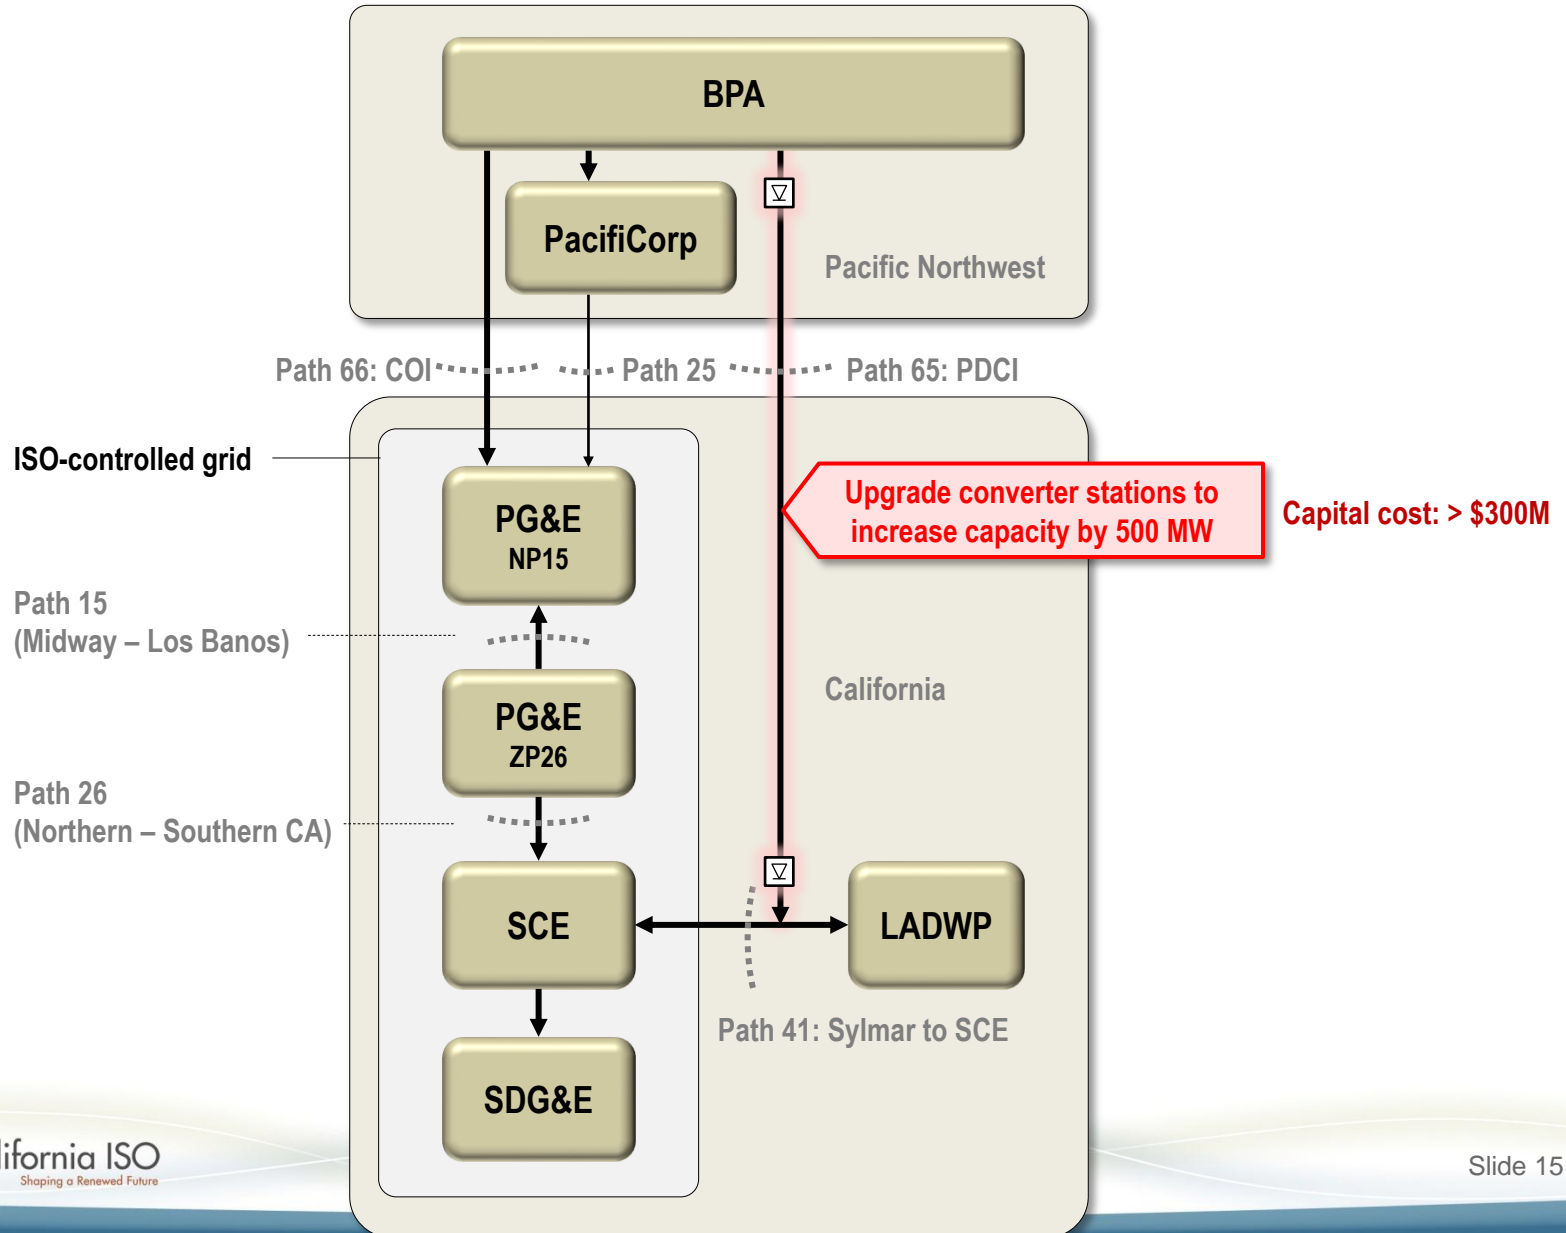 BPA
PacifiCorp
Pacific Northwest
Path 66: COI
Path 25
Path 65: PDCI
ISO-controlled grid
PG&E
NP15
Upgrade converter stations to
increase capacity by 500 MW
Capital cost: > $300M
Path 15
(Midway – Los Banos)
PG&E
ZP26
California
Path 26
(Northern – Southern CA)
SCE
LADWP
Path 41: Sylmar to SCE
SDG&E
lifornia ISO
Shaping a Renewed Future
Slide 15